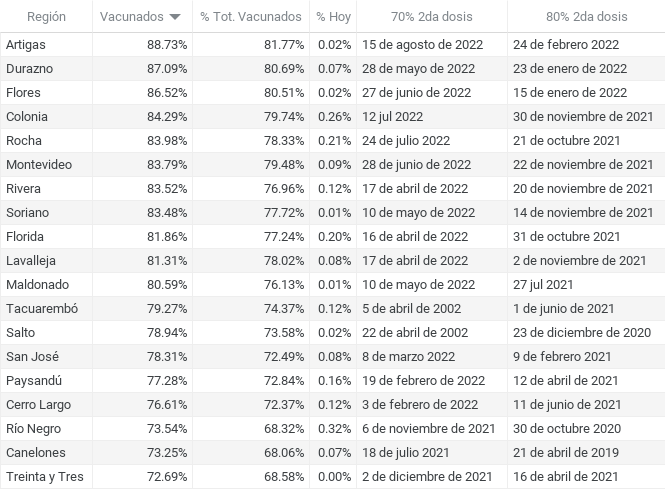 Región Vacunados % Tot. Vacunados % Hoy 70% 2da dosis 80% 2da dosis
Artigas 88.73% 81.77% 0.02% 15 de agosto de 2022 24 de febrero 2022
Durazno 87.09% 80.69% 0.07% 28 de mayo de 2022 23 de enero de 2022
Flores 86.52% 80.51% 0.02% 27 de junio de 2022 15 de enero de 2022
Colonia 84.29% 79.74% 0.26% 12 jul 2022 30 de noviembre de 2021
Rocha 83.98% 78.33% 0.21% 24 de julio 2022 21 de octubre 2021
Montevideo 83.79% 79.48% 0.09% 28 de junio de 2022 22 de noviembre de 2021
Rivera 83.52% 76.96% 0.12% 17 de abril de 2022 20 de noviembre de 2021
Soriano 83.48% 77.72% 0.01% 10 de mayo de 2022 14 de noviembre de 2021
Florida 81.86% 77.24% 0.20% 16 de abril de 2022 31 de octubre 2021
Lavalleja 81.31% 78.02% 0.08% 17 de abril de 2022 2 de noviembre de 2021
Maldonado 80.59% 76.13% 0.01% 10 de mayo de 2022 27 jul 2021
Tacuarembó 79.27% 74.37% 0.12% 5 de abril de 2002 1 de junio de 2021
Salto 78.94% 73.58% 0.02% 22 de abril de 2002 23 de diciembre de 2020
San José 78.31% 72.49% 0.08% 8 de marzo 2022 9 de febrero 2021
Paysandú 77.28% 72.84% 0.16% 19 de febrero de 2022 12 de abril de 2021
Cerro Largo 76.61% 72.37% 0.12% 3 de febrero de 2022 11 de junio de 2021
Río Negro 73.54% 68.32% 0.32% 6 de noviembre de 2021 30 de octubre 2020
Canelones 73.25% 68.06% 0.07% 18 de julio 2021 21 de abril de 2019
Treinta y Tres 72.69% 68.58% 0.00% 2 de diciembre de 2021 16 de abril de 2021